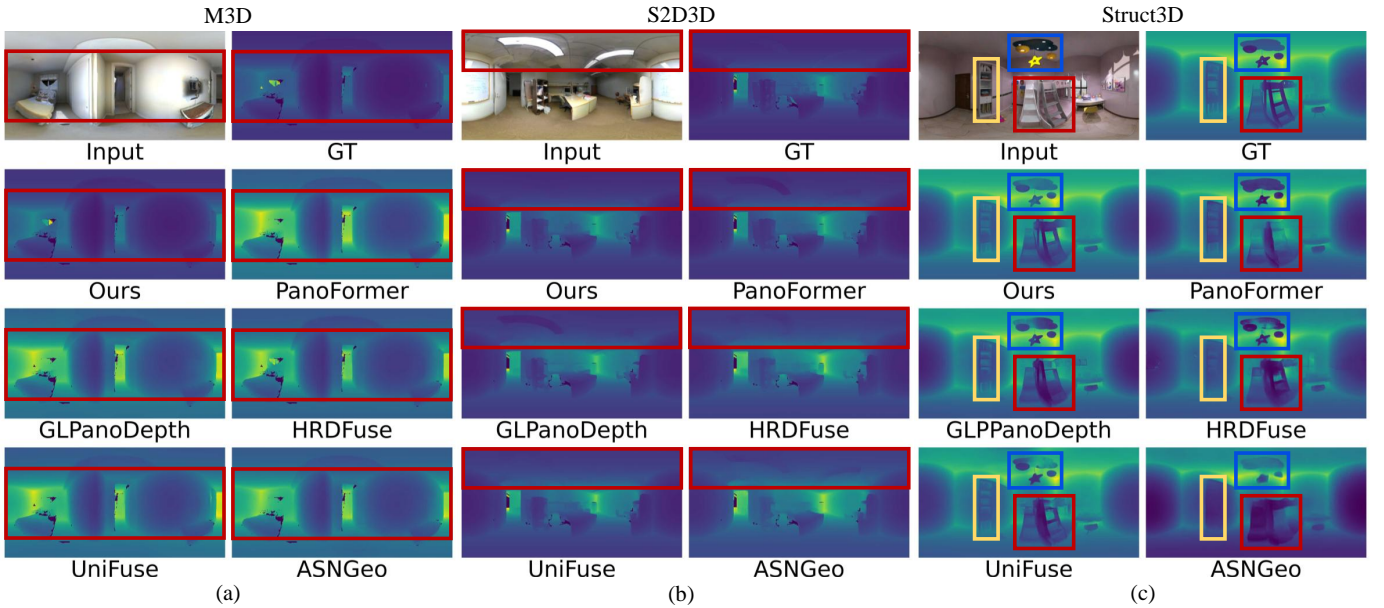 M3D S2D3D Struct3D
Input GT Input GT Input GT
Ours PanoFormer Ours PanoFormer Ours PanoFormer
GLPanoDepth HRDFuse GLPanoDepth HRDFuse GLPPanoDepth HRDFuse
UniFuse ASNGeo UniFuse ASNGeo UniFuse ASNGeo
(a) (b) (c)